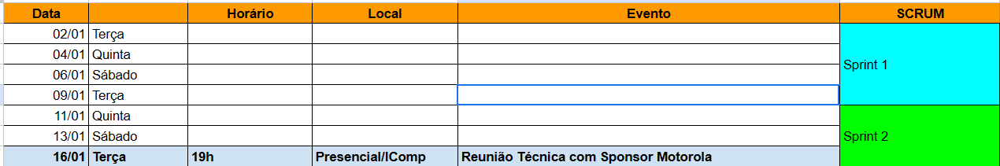 Data Horário Local Evento SCRUM
02/01 Terça
04/01 Quinta
06/01 Sábado
Sprint 1
09/01 Terça
11/01 Quinta
13/01 Sábado
Sprint 2
16/01 Terça 19h Presencial/IComp Reunião Técnica com Sponsor Motorola